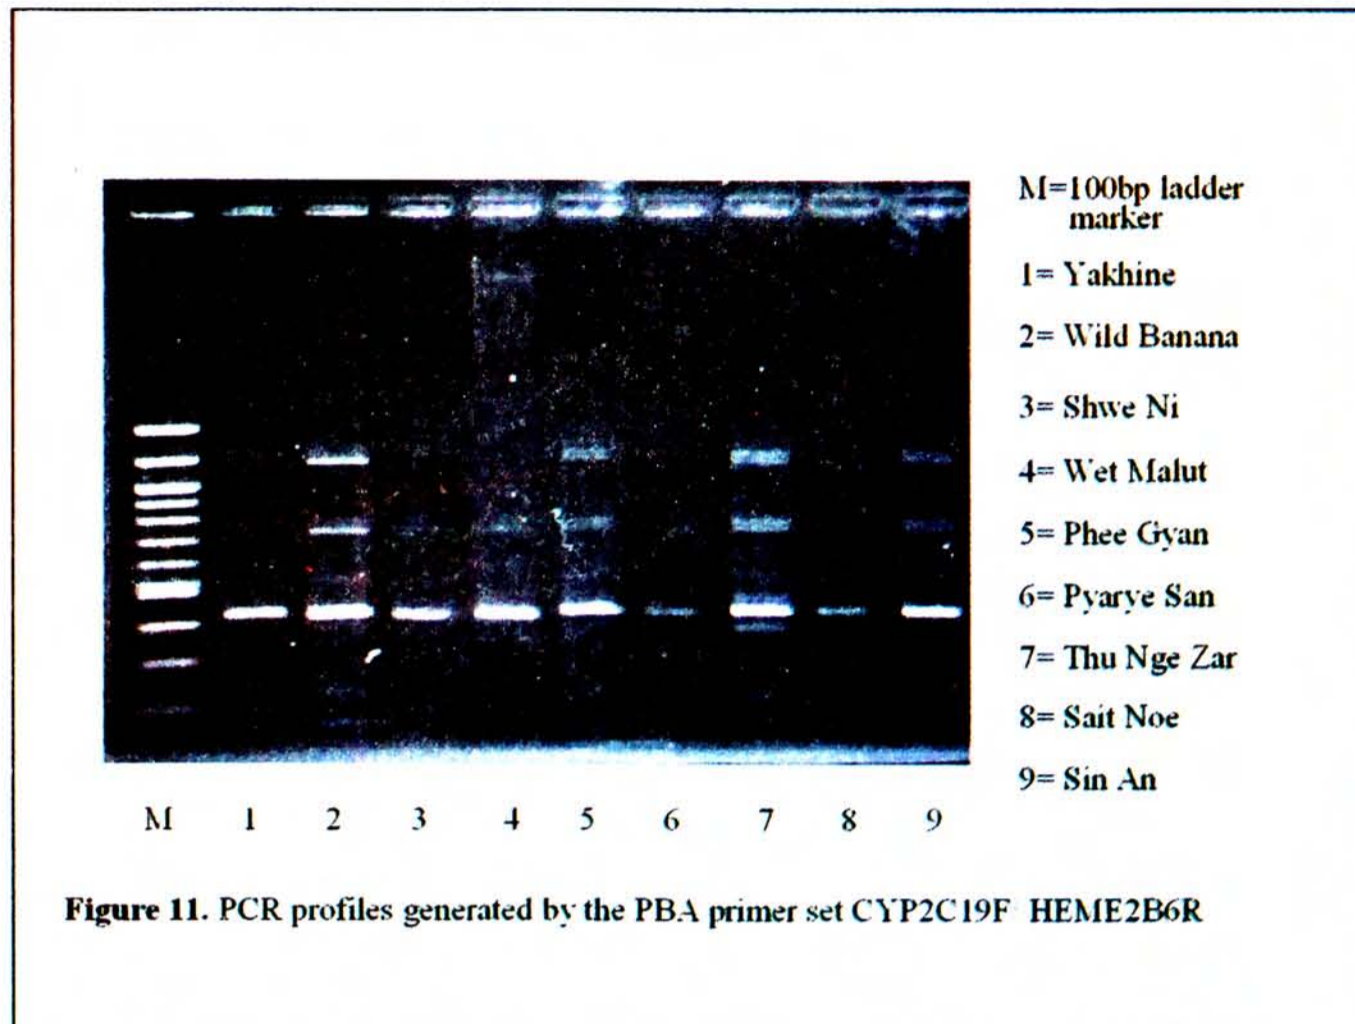 M=100bp ladder
marker
1= Yakhine
2= Wild Banana
3= Shwe Ni
4= Wet Malut
5= Phee Gyan
6= Pyarye San
7= Thu Nge Zar
8= Sait Noe
9= Sin An
M 1 2 3 4 5 6 7 8 9
Figure 11. PCR profiles generated by the PBA primer set CYP2C19F HEME2B6R